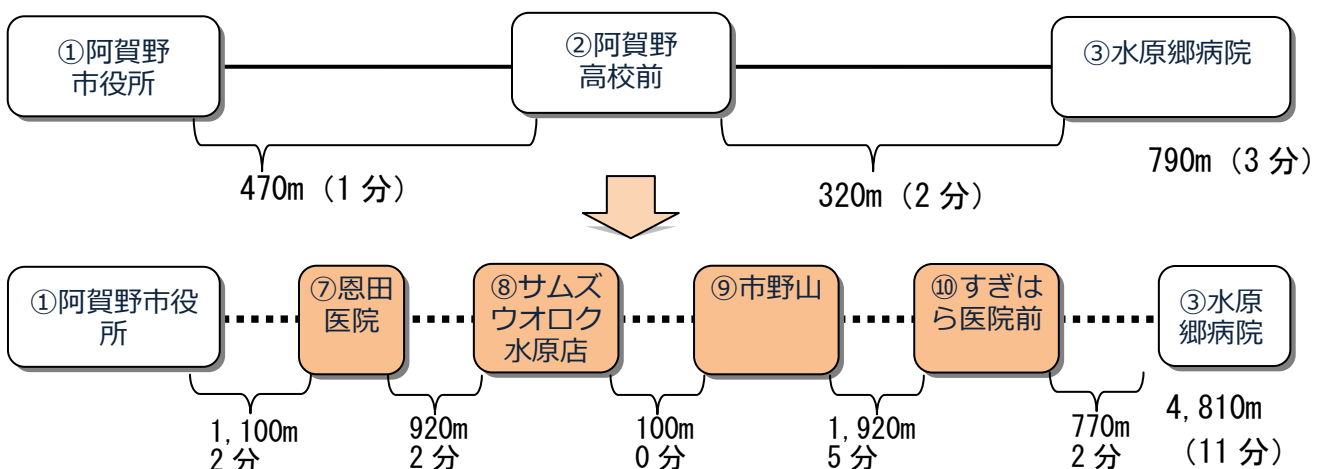 ①阿賀野
市役所
②阿賀野
高校前
③水原郷病院
470m（1 分）
320m（2 分）
790m（3 分）
①阿賀野市役
所
⑦恩田
医院
⑧サムズ
ウオロク
水原店
⑨市野山
⑩すぎは
ら医院前
③水原
郷病院
1,100m
2 分
920m
2 分
100m
0 分
1,920m
5 分
770m
2 分
4,810m
（11 分）